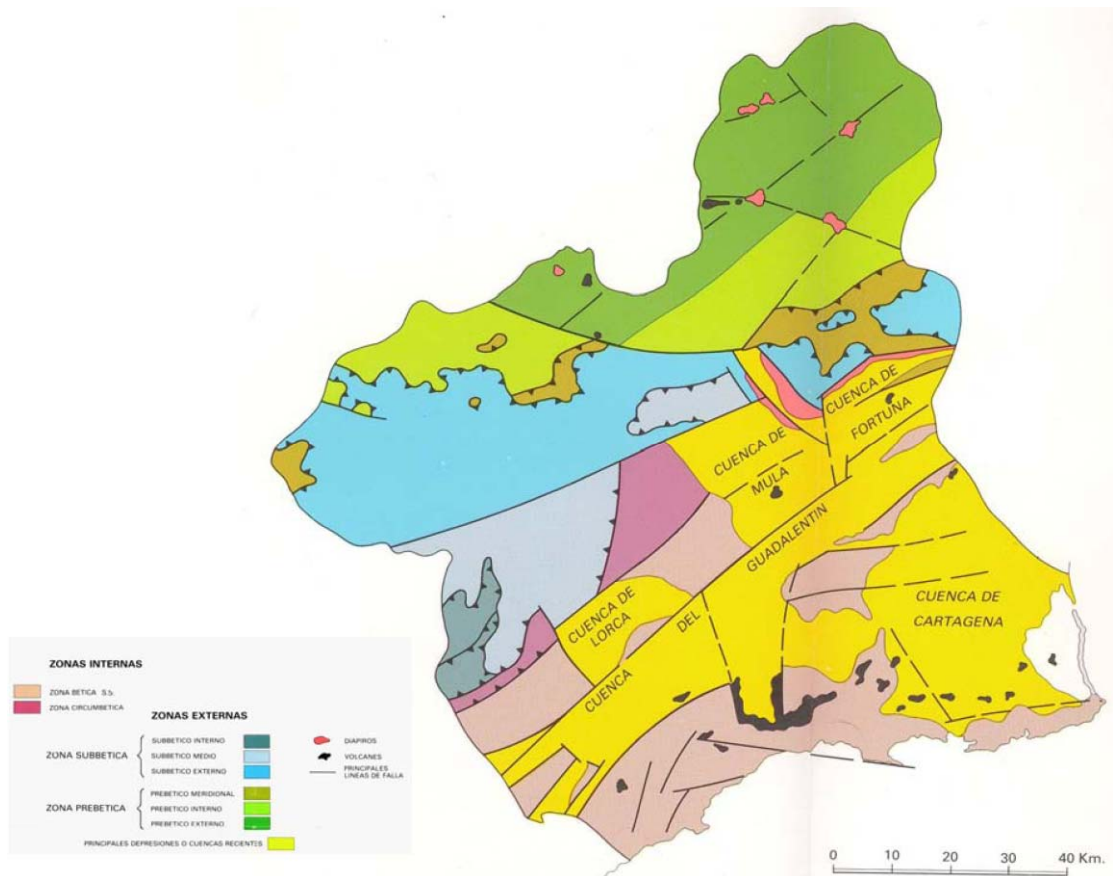 CUENCA DE
FORTUNA
CUENCA DE
MULA
GUADALENTIN
DEL
CUENCA
CUENCA DE
LORCA
CUENCA DE
CARTAGENA
ZONAS INTERNAS
ZONA BETICA S.s.
ZONA CIRCUMBETICA
ZONAS EXTERNAS
ZONA SUBBETICA
SUBBETICO INTERNO
SUBBETICO MEDIO
SUBBETICO EXTERNO
ZONA PREBETICA
PREBETICO MERIDIONAL
PREBETICO INTERNO
PREBETICO EXTERNO
PRINCIPALES DEPRESIONES O CUENCAS RECIENTES
DIAPIROS
VOLCANES
PRINCIPALES
LINEAS DE FALLA
0 10 20 30 40 Km.